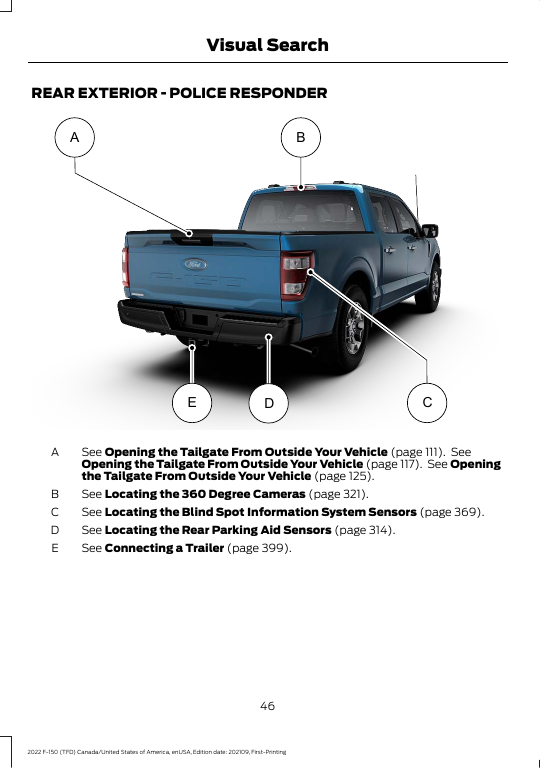 Visual Search
REAR EXTERIOR - POLICE RESPONDER
A
B
Ford
E
D
C
A See Opening the Tailgate From Outside Your Vehicle (page 111). See
Opening the Tailgate From Outside Your Vehicle (page 117). See Opening
the Tailgate From Outside Your Vehicle (page 125).
B See Locating the 360 Degree Cameras (page 321).
C See Locating the Blind Spot Information System Sensors (page 369).
D See Locating the Rear Parking Aid Sensors (page 314).
E See Connecting a Trailer (page 399).
46
2022 F-150 (TFD) Canada/United States of America, enUSA, Edition date: 202109, First-Printing